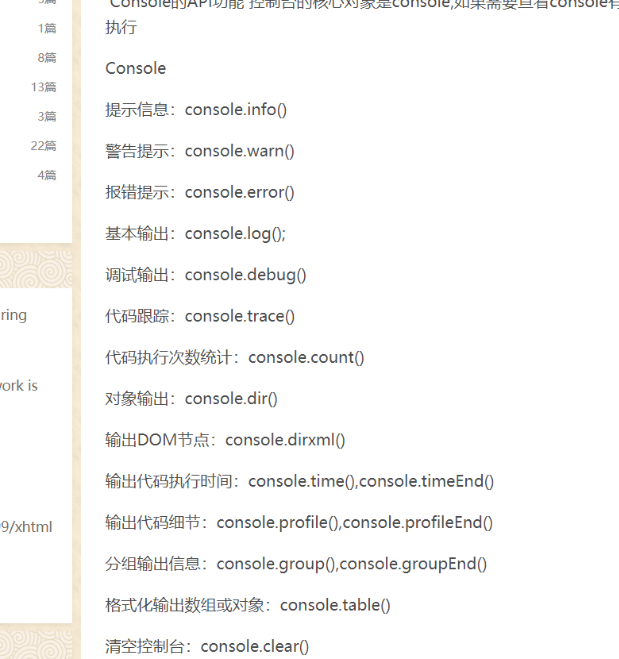 1篇
8篇
13篇
3篇
22篇
4篇
ring
ork is
9/xhtml
"Console的API功能"控制台的核心对象是console,如果需要查看console有
执行
Console
提示信息：console.info()
警告提示：console.warn()
报错提示：console.error()
基本输出：console.log();
调试输出：console.debug()
代码跟踪：console.trace()
代码执行次数统计：console.count()
对象输出：console.dir()
输出DOM节点：console.dirxml()
输出代码执行时间：console.time(),console.timeEnd()
输出代码细节：console.profile(),console.profileEnd()
分组输出信息：console.group(),console.groupEnd()
格式化输出数组或对象：console.table()
清空控制台：console.clear()